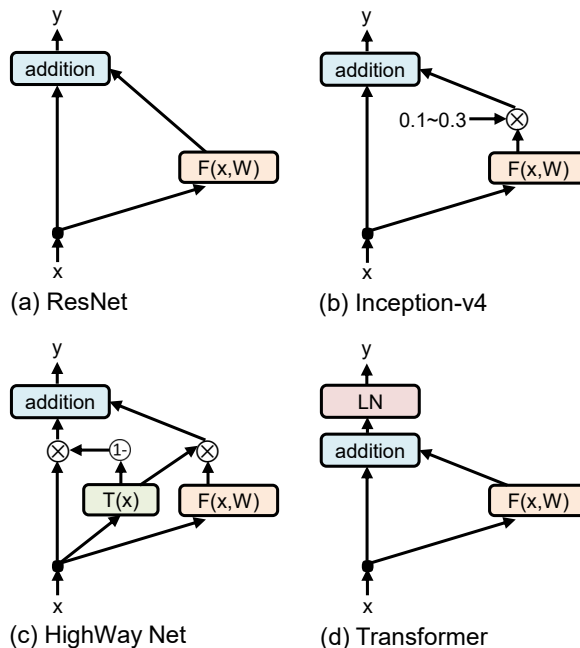 y
addition
F(x,W)
x
(a) ResNet
y
addition
0.1~0.3
F(x,W)
x
(b) Inception-v4
y
addition
1-
T(x)
F(x,W)
x
(c) HighWay Net
y
LN
addition
F(x,W)
x
(d) Transformer